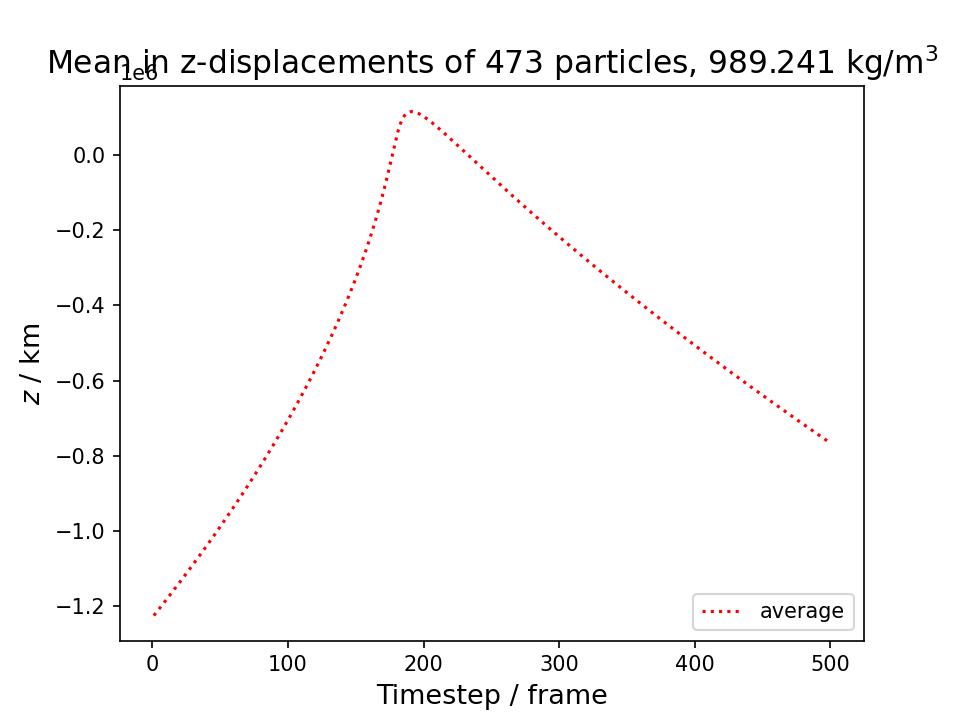 Mean in z-displacements of 473 particles, 989.241 kg/m³
1e6
0.0
−0.2
−0.4
−0.6
−0.8
−1.0
−1.2
z / km
average
0 100 200 300 400 500
Timestep / frame